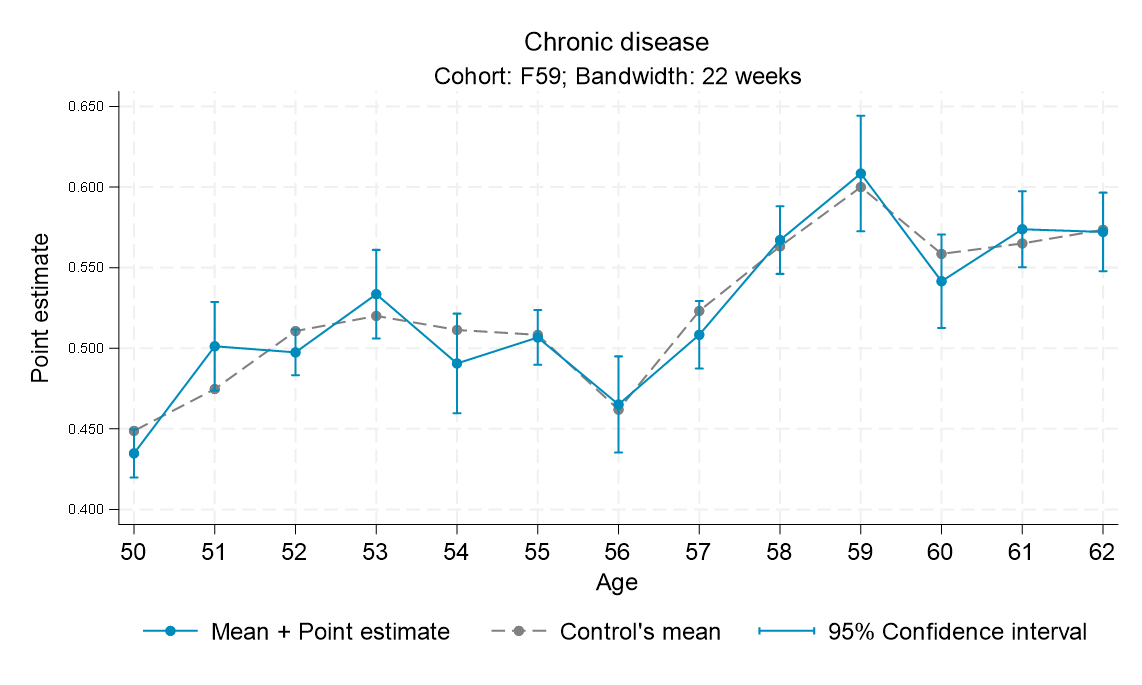 Chronic disease
Cohort: F59; Bandwidth: 22 weeks
Point estimate
0.650
0.600
0.550
0.500
0.450
0.400
50 51 52 53 54 55 56 57 58 59 60 61 62
Age
Mean + Point estimate Control's mean 95% Confidence interval